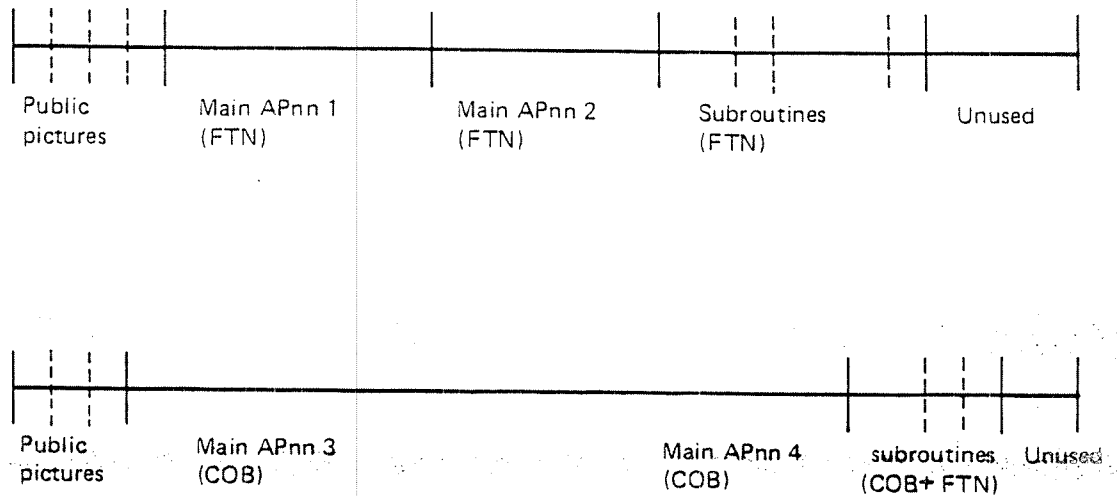 Public pictures
Main APnn 1 (FTN)
Main APnn 2 (FTN)
Subroutines (FTN)
Unused
Public pictures
Main APnn 3 (COB)
Main APnn 4 (COB)
subroutines (COB+ FTN)
Unused